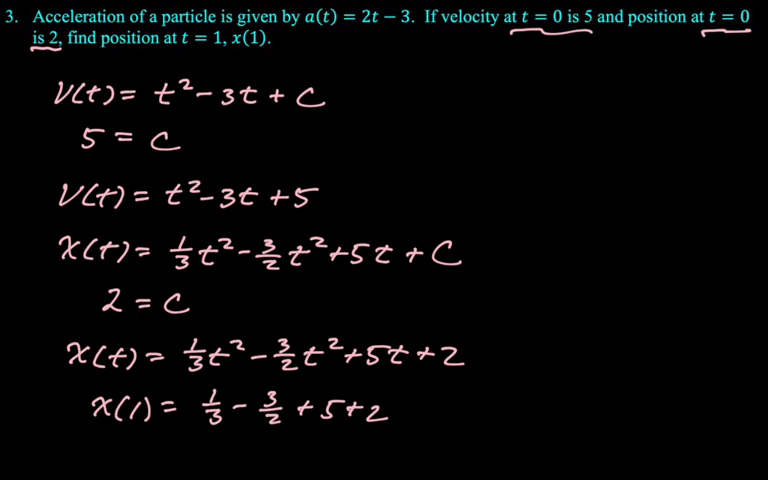 3. Acceleration of a particle is given by a(t) = 2t − 3. If velocity at t = 0 is 5 and position at t = 0
is 2, find position at t = 1, x(1).
V(t) = t² − 3t + C
5 = C
V(t) = t² − 3t + 5
x(t) = 1/3 t² − 3/2 t² + 5t + C
2 = C
x(t) = 1/3 t² − 3/2 t² + 5t + 2
x(1) = 1/3 − 3/2 + 5 + 2